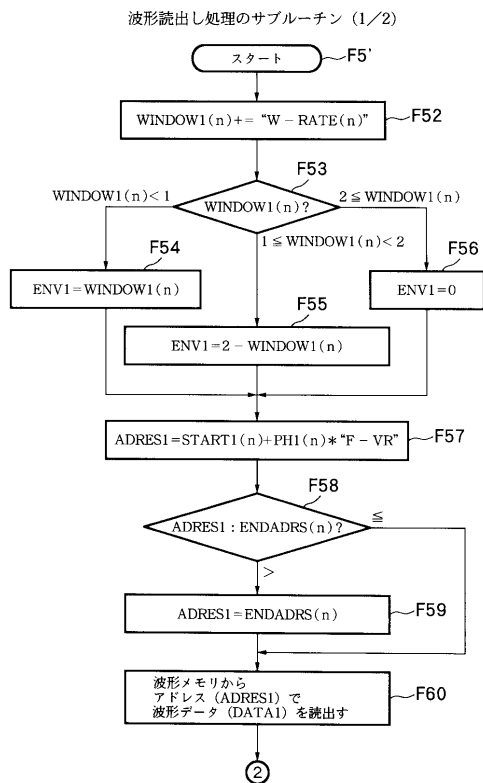 波形読出し処理のサブルーチン (1/2)
スタート
F5'
WINDOW1(n)+= “W-RATE(n)”
F52
F53
WINDOW1(n)<1
WINDOW1(n)?
2≦WINDOW1(n)
1≦WINDOW1(n)<2
F54
F56
ENV1=WINDOW1(n)
ENV1=0
F55
ENV1=2-WINDOW1(n)
ADRES1=START1(n)+PH1(n)*“F-VR”
F57
F58
ADRES1:ENDADRS(n)?
≦
>
ADRES1=ENDADRS(n)
F59
波形メモリから
アドレス(ADRES1)で
波形データ(DATA1)を読出す
F60
2